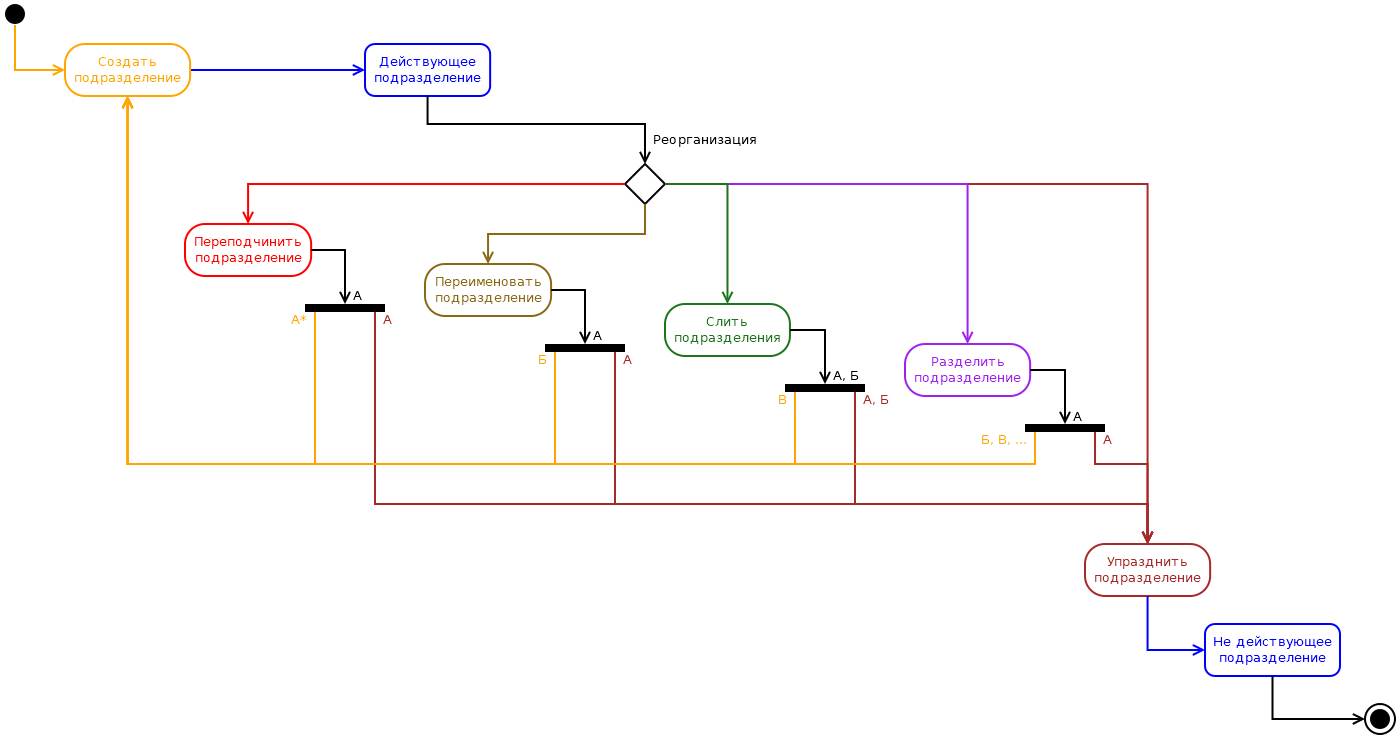 Создать
подразделение
Действующее
подразделение
Реорганизация
Переподчинить
подразделение
А
А*
А
Переименовать
подразделение
А
Б
А
Слить
подразделения
А, Б
В
А, Б
Разделить
подразделение
А
Б, В, ...
А
Упразднить
подразделение
Не действующее
подразделение